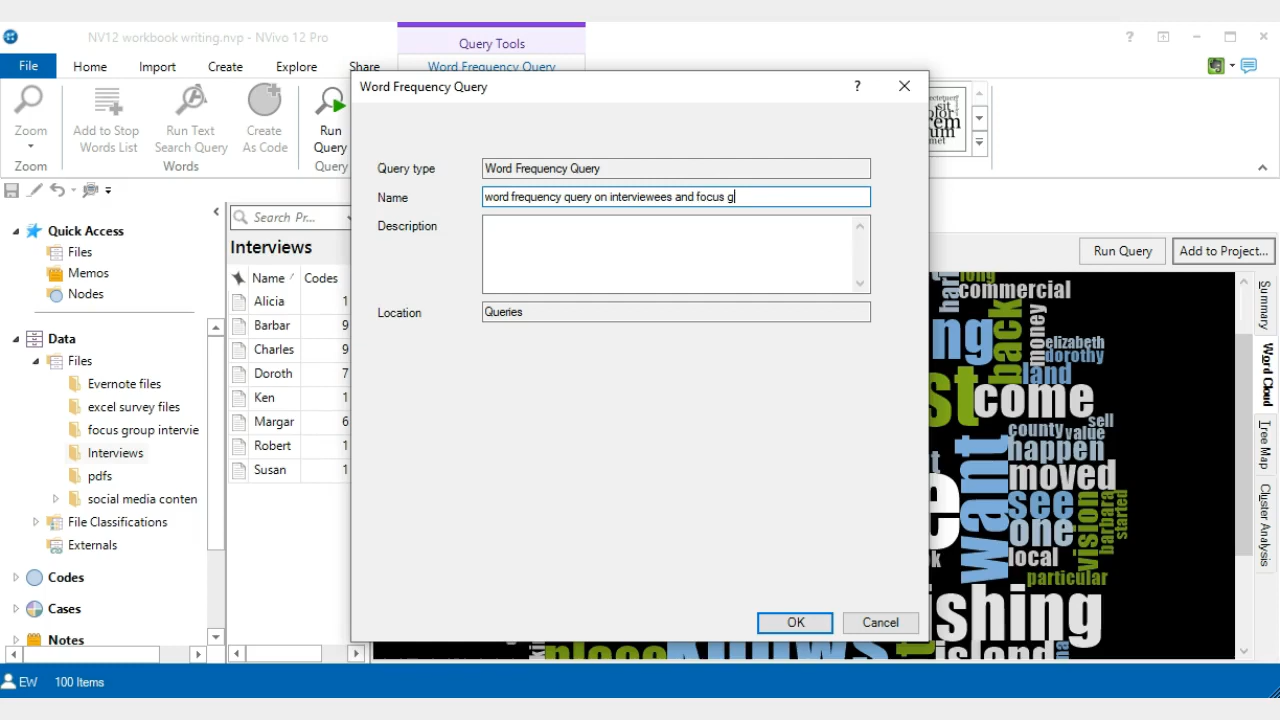 NV12 workbook writing.nvp - NVivo 12 Pro
Query Tools
File
Home
Import
Create
Explore
Share
Word Frequency Query
Zoom
Zoom
Add to Stop
Words List
Run Text
Search Query
Words
Create
As Code
Run
Query
Query
sit
Word Frequency Query
?
Query type
Word Frequency Query
Name
word frequency query on interviewees and focus g
Description
Location
Queries
OK
Cancel
Quick Access
Files
Memos
Nodes
Data
Files
Evernote files
excel survey files
focus group intervie
Interviews
pdfs
social media conten
File Classifications
Externals
Codes
Cases
Notes
Search Pr...
Interviews
Name
Codes
Alicia 1
Barbar 9
Charles 9
Doroth 7
Ken 1
Margar 6
Robert 1
Susan 1
Run Query
Add to Project...
long
commercial
back
money
elizabeth
dorothy
land
come
sell
county
value
happen
want
moved
see
one
vision
barbara
started
local
particular
shing
place
knows
island
Summary
Word Cloud
Tree Map
Cluster Analysis
EW
100 Items